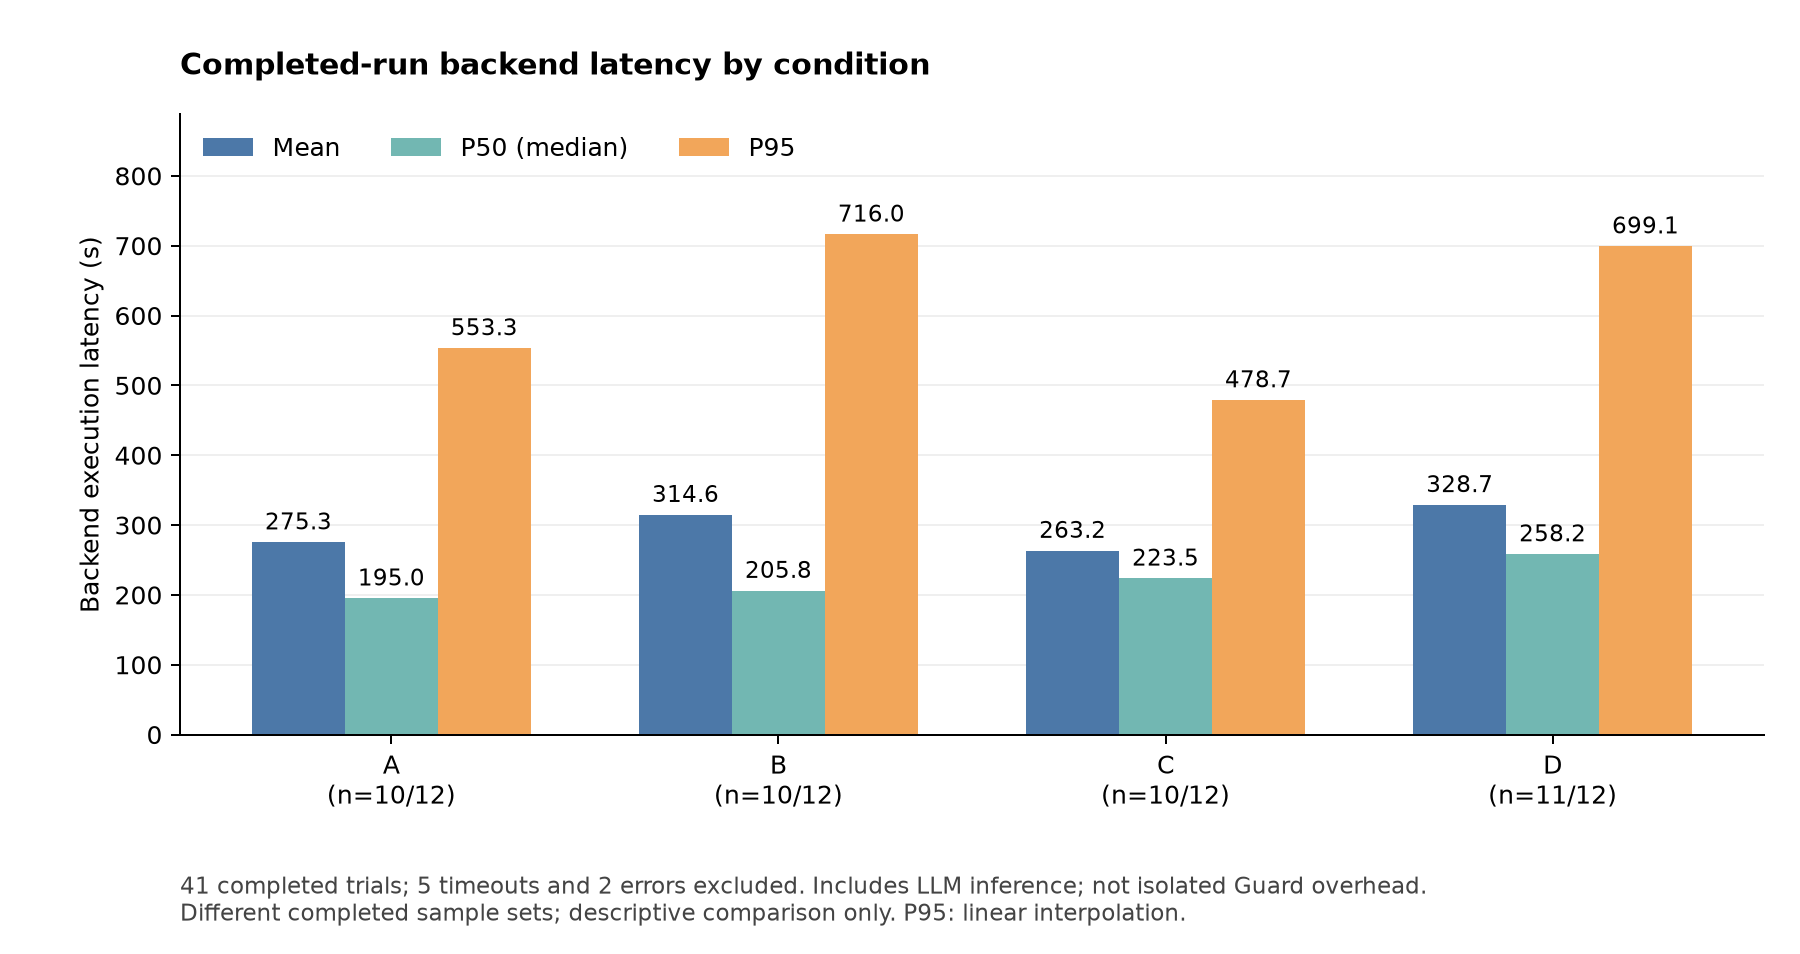 Completed-run backend latency by condition
Mean P50 (median) P95
Backend execution latency (s)
800
700
600
500
400
300
200
100
0
275.3 195.0 553.3
314.6 205.8 716.0
263.2 223.5 478.7
328.7 258.2 699.1
A B C D
(n=10/12) (n=10/12) (n=10/12) (n=11/12)
41 completed trials; 5 timeouts and 2 errors excluded. Includes LLM inference; not isolated Guard overhead.
Different completed sample sets; descriptive comparison only. P95: linear interpolation.